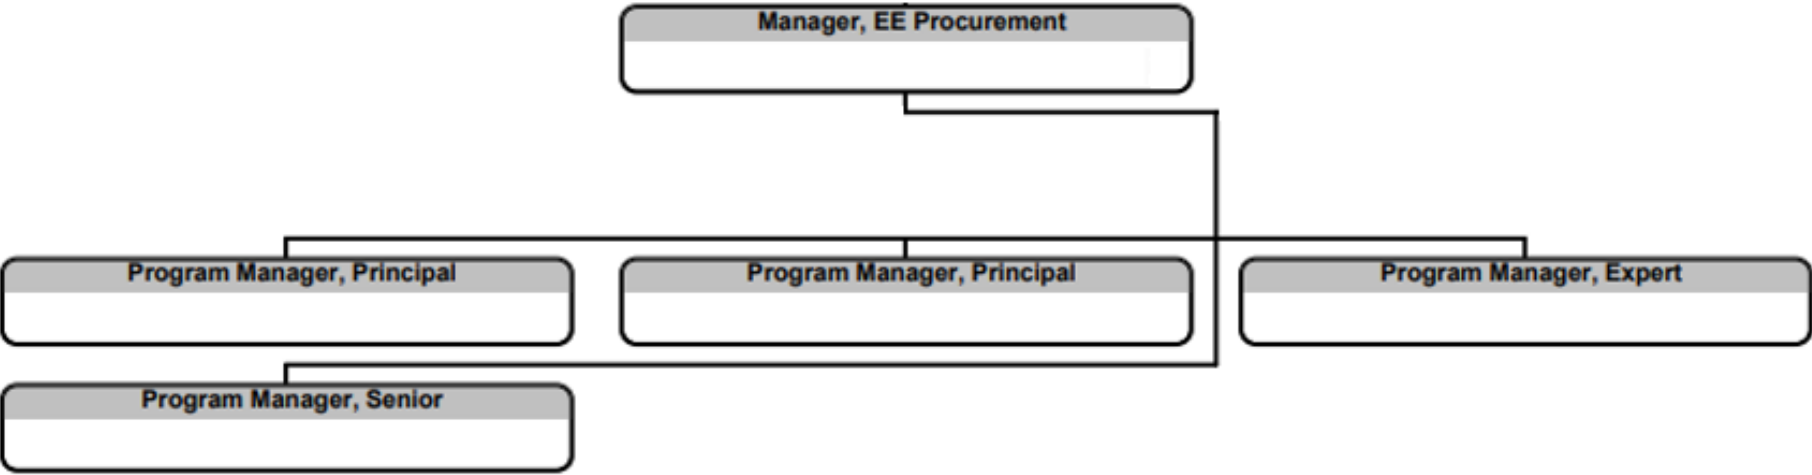 Manager, EE Procurement
Program Manager, Principal
Program Manager, Principal
Program Manager, Expert
Program Manager, Senior